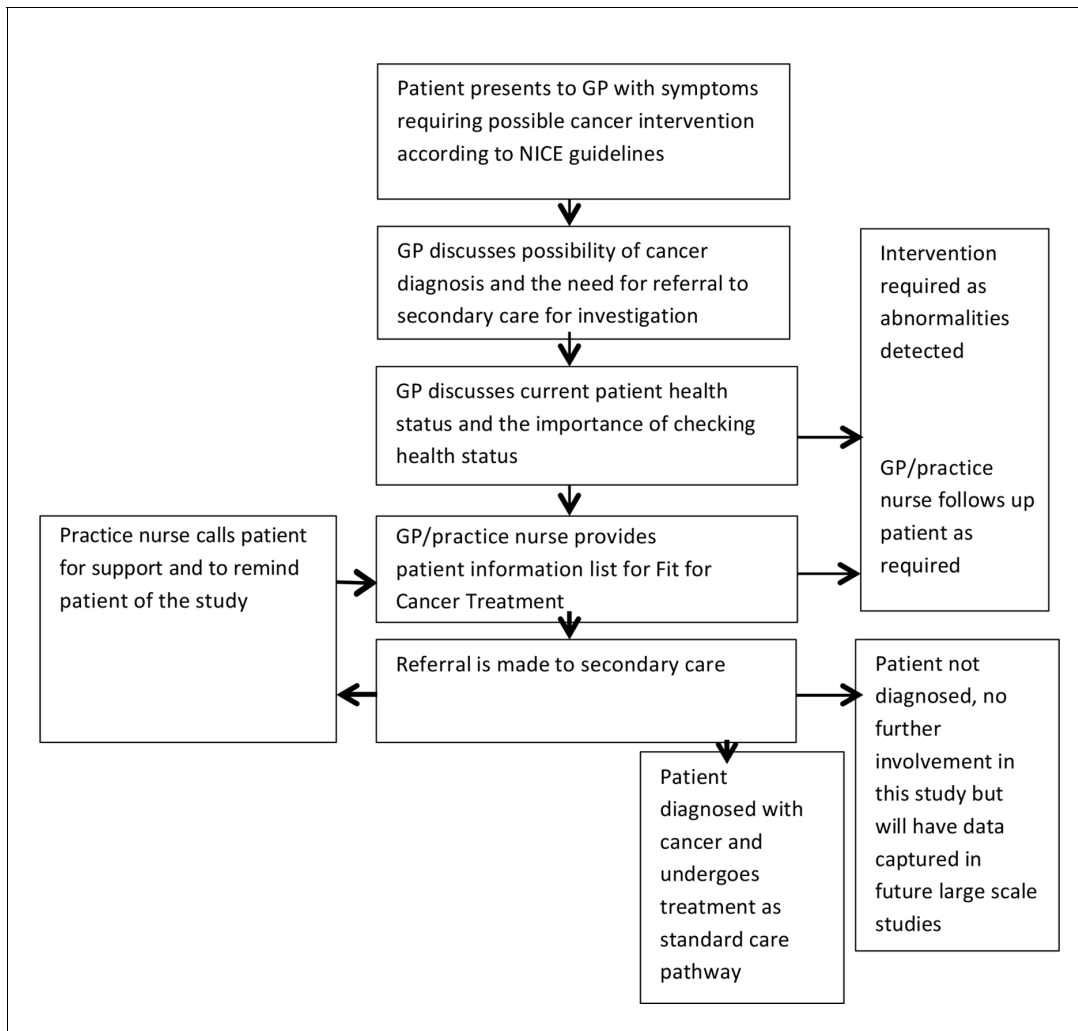 Patient presents to GP with symptoms
requiring possible cancer intervention
according to NICE guidelines
GP discusses possibility of cancer
diagnosis and the need for referral to
secondary care for investigation
Intervention
required as
abnormalities
detected
GP/practice
nurse follows up
patient as
required
GP discusses current patient health
status and the importance of checking
health status
Practice nurse calls patient
for support and to remind
patient of the study
GP/practice nurse provides
patient information list for Fit for
Cancer Treatment
Referral is made to secondary care
Patient not
diagnosed, no
further
involvement in
this study but
will have data
captured in
future large scale
studies
Patient
diagnosed with
cancer and
undergoes
treatment as
standard care
pathway